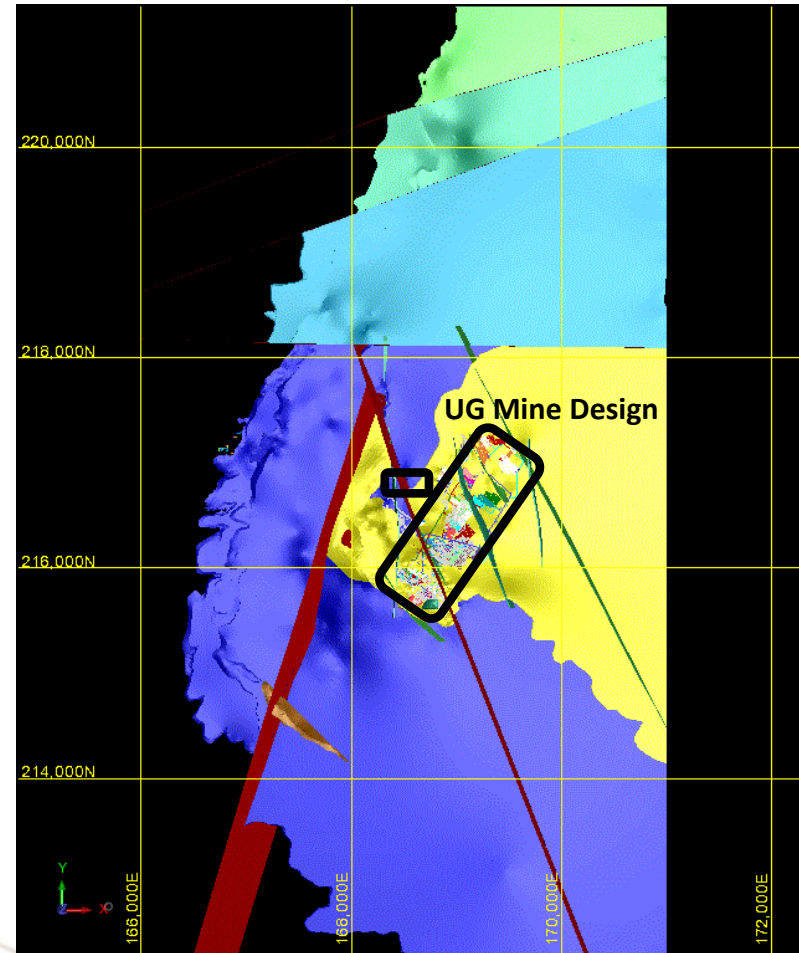 220,000N
218,000N
UG Mine Design
216,000N
214,000N
166,000E
168,000E
170,000E
172,000E
Y
Z
X